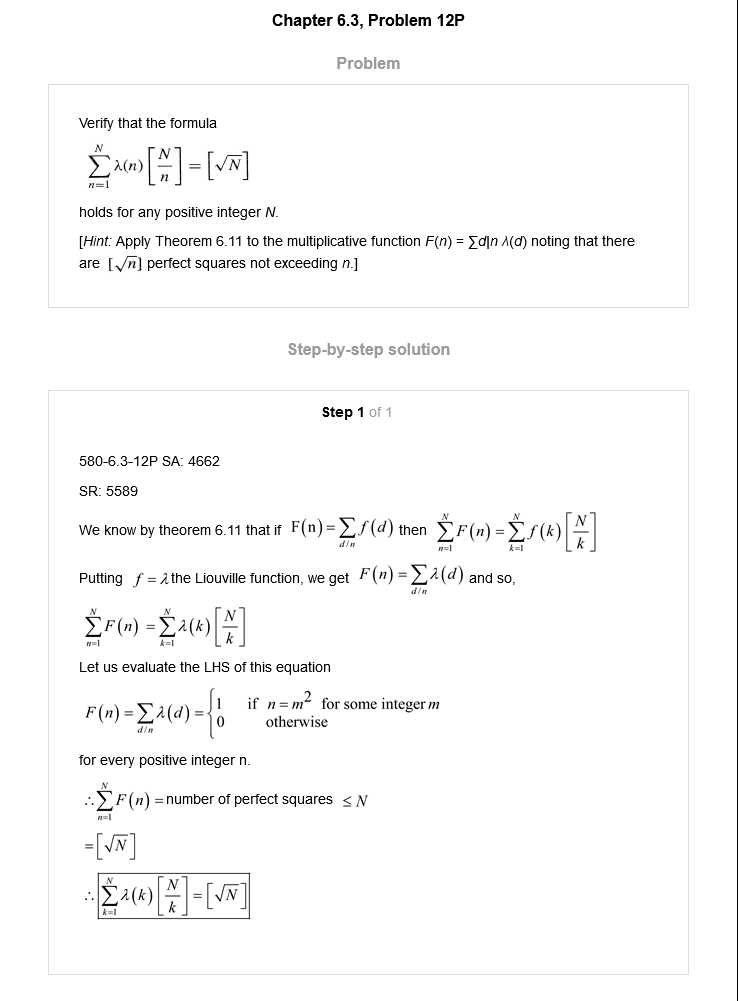 Chapter 6.3, Problem 12P
Problem
Verify that the formula
$\sum_{n=1}^{N} \lambda(n) \left[\frac{N}{n}\right] = \left[\sqrt{N}\right]$
holds for any positive integer N.
[Hint: Apply Theorem 6.11 to the multiplicative function F(n) = ∑d|n λ(d) noting that there
are $[\sqrt{n}]$ perfect squares not exceeding n.]
Step-by-step solution
Step 1 of 1
580-6.3-12P SA: 4662
SR: 5589
We know by theorem 6.11 that if $F(n) = \sum_{d/n} f(d)$ then $\sum_{n=1}^{N} F(n) = \sum_{k=1}^{N} f(k) \left[\frac{N}{k}\right]$
Putting $f = \lambda$ the Liouville function, we get $F(n) = \sum_{d/n} \lambda(d)$ and so,
$\sum_{n=1}^{N} F(n) = \sum_{k=1}^{N} \lambda(k) \left[\frac{N}{k}\right]$
Let us evaluate the LHS of this equation
$F(n) = \sum_{d/n} \lambda(d) = \begin{cases} 1 & \text{if } n = m^2 \text{ for some integer } m \\ 0 & \text{otherwise} \end{cases}$
for every positive integer n.
$\therefore \sum_{n=1}^{N} F(n) =$ number of perfect squares $\leq N$
$= \left[\sqrt{N}\right]$
$\therefore \boxed{\sum_{k=1}^{N} \lambda(k) \left[\frac{N}{k}\right] = \left[\sqrt{N}\right]}$